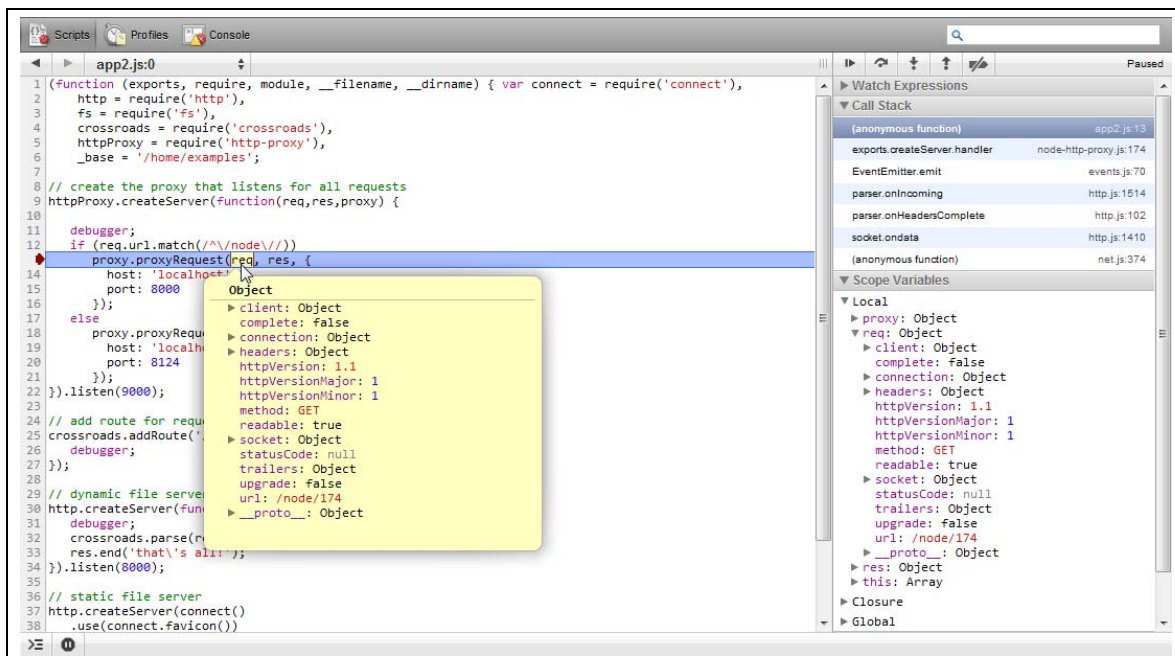 Scripts Profiles Console
app2.js:0
Paused
1 (function (exports, require, module, __filename, __dirname) { var connect = require('connect'),
2 http = require('http'),
3 fs = require('fs'),
4 crossroads = require('crossroads'),
5 httpProxy = require('http-proxy'),
6 _base = '/home/examples';
7
8 // create the proxy that listens for all requests
9 httpProxy.createServer(function(req,res,proxy) {
10
11 debugger;
12 if (req.url.match(/^\/node\//))
proxy.proxyRequest(req, res, {
14 host: 'localhost'
15 port: 8000
16 });
17 else
18 proxy.proxyRequ
19 host: 'localh
20 port: 8124
21 });
22 }).listen(9000);
23
24 // add route for requ
25 crossroads.addRoute('
26 debugger;
27 });
28
29 // dynamic file serve
30 http.createServer(fun
31 debugger;
32 crossroads.parse(r
33 res.end('that\'s all!');
34 }).listen(8000);
35
36 // static file server
37 http.createServer(connect()
38 .use(connect.favicon())
Object
client: Object
complete: false
connection: Object
headers: Object
httpVersion: 1.1
httpVersionMajor: 1
httpVersionMinor: 1
method: GET
readable: true
socket: Object
statusCode: null
trailers: Object
upgrade: false
url: /node/174
__proto__: Object
Watch Expressions
Call Stack
(anonymous function) app2.js:13
exports.createServer.handler node-http-proxy.js:174
EventEmitter.emit events.js:70
parser.onIncoming http.js:1514
parser.onHeadersComplete http.js:102
socket.ondata http.js:1410
(anonymous function) net.js:374
Scope Variables
Local
proxy: Object
req: Object
client: Object
complete: false
connection: Object
headers: Object
httpVersion: 1.1
httpVersionMajor: 1
httpVersionMinor: 1
method: GET
readable: true
socket: Object
statusCode: null
trailers: Object
upgrade: false
url: /node/174
__proto__: Object
res: Object
this: Array
Closure
Global